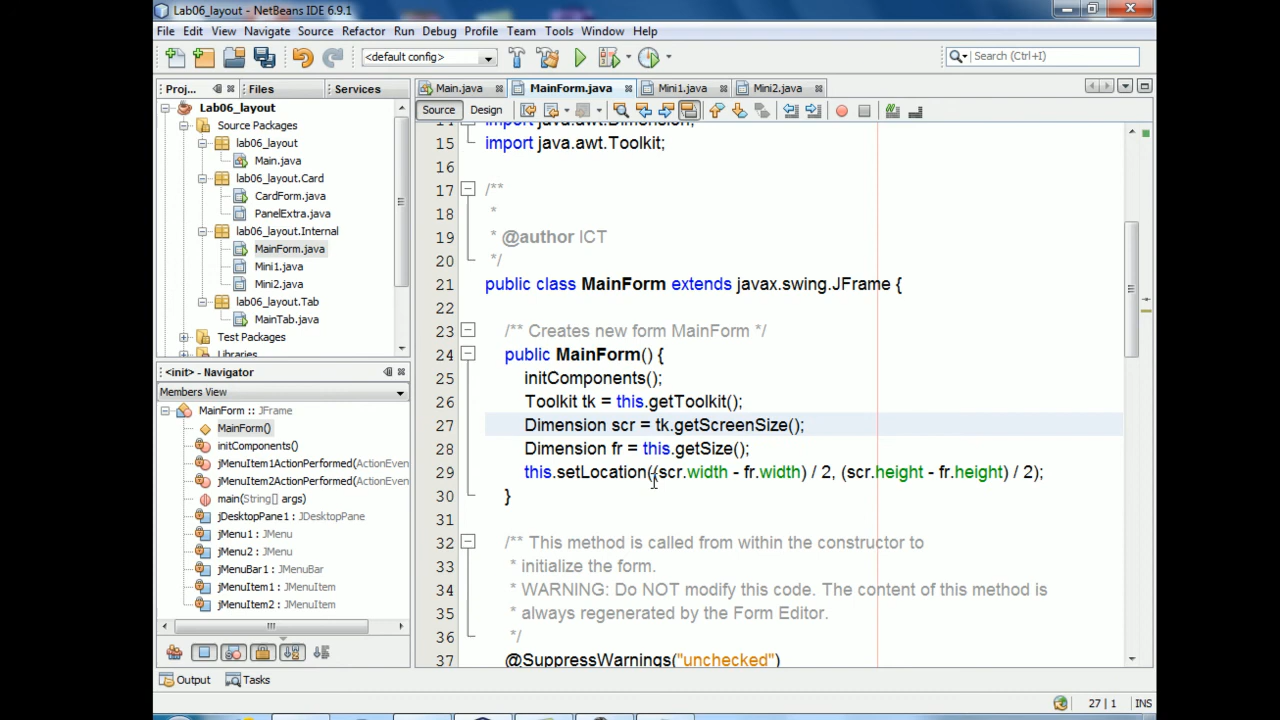 Lab06_layout - NetBeans IDE 6.9.1
File Edit View Navigate Source Refactor Run Debug Profile Team Tools Window Help
<default config>
Search (Ctrl+I)
Proj... Files Services
Main.java MainForm.java Mini1.java Mini2.java
Source Design
Lab06_layout
Source Packages
lab06_layout
Main.java
lab06_layout.Card
CardForm.java
PanelExtra.java
lab06_layout.Internal
MainForm.java
Mini1.java
Mini2.java
lab06_layout.Tab
MainTab.java
Test Packages
Libraries
<init> - Navigator
Members View
MainForm :: JFrame
MainForm()
initComponents()
jMenuItem1ActionPerformed(ActionEven
jMenuItem2ActionPerformed(ActionEven
main(String[] args)
jDesktopPane1 : JDesktopPane
jMenu1 : JMenu
jMenu2 : JMenu
jMenuBar1 : JMenuBar
jMenuItem1 : JMenuItem
jMenuItem2 : JMenuItem
14 import java.awt.Dimension;
15 import java.awt.Toolkit;
16
17 /**
18 *
19 * @author ICT
20 */
21 public class MainForm extends javax.swing.JFrame {
22
23 /** Creates new form MainForm */
24 public MainForm() {
25 initComponents();
26 Toolkit tk = this.getToolkit();
27 Dimension scr = tk.getScreenSize();
28 Dimension fr = this.getSize();
29 this.setLocation((scr.width - fr.width) / 2, (scr.height - fr.height) / 2);
30 }
31
32 /** This method is called from within the constructor to
33 * initialize the form.
34 * WARNING: Do NOT modify this code. The content of this method is
35 * always regenerated by the Form Editor.
36 */
37 @SuppressWarnings("unchecked")
Output Tasks
27 | 1 INS